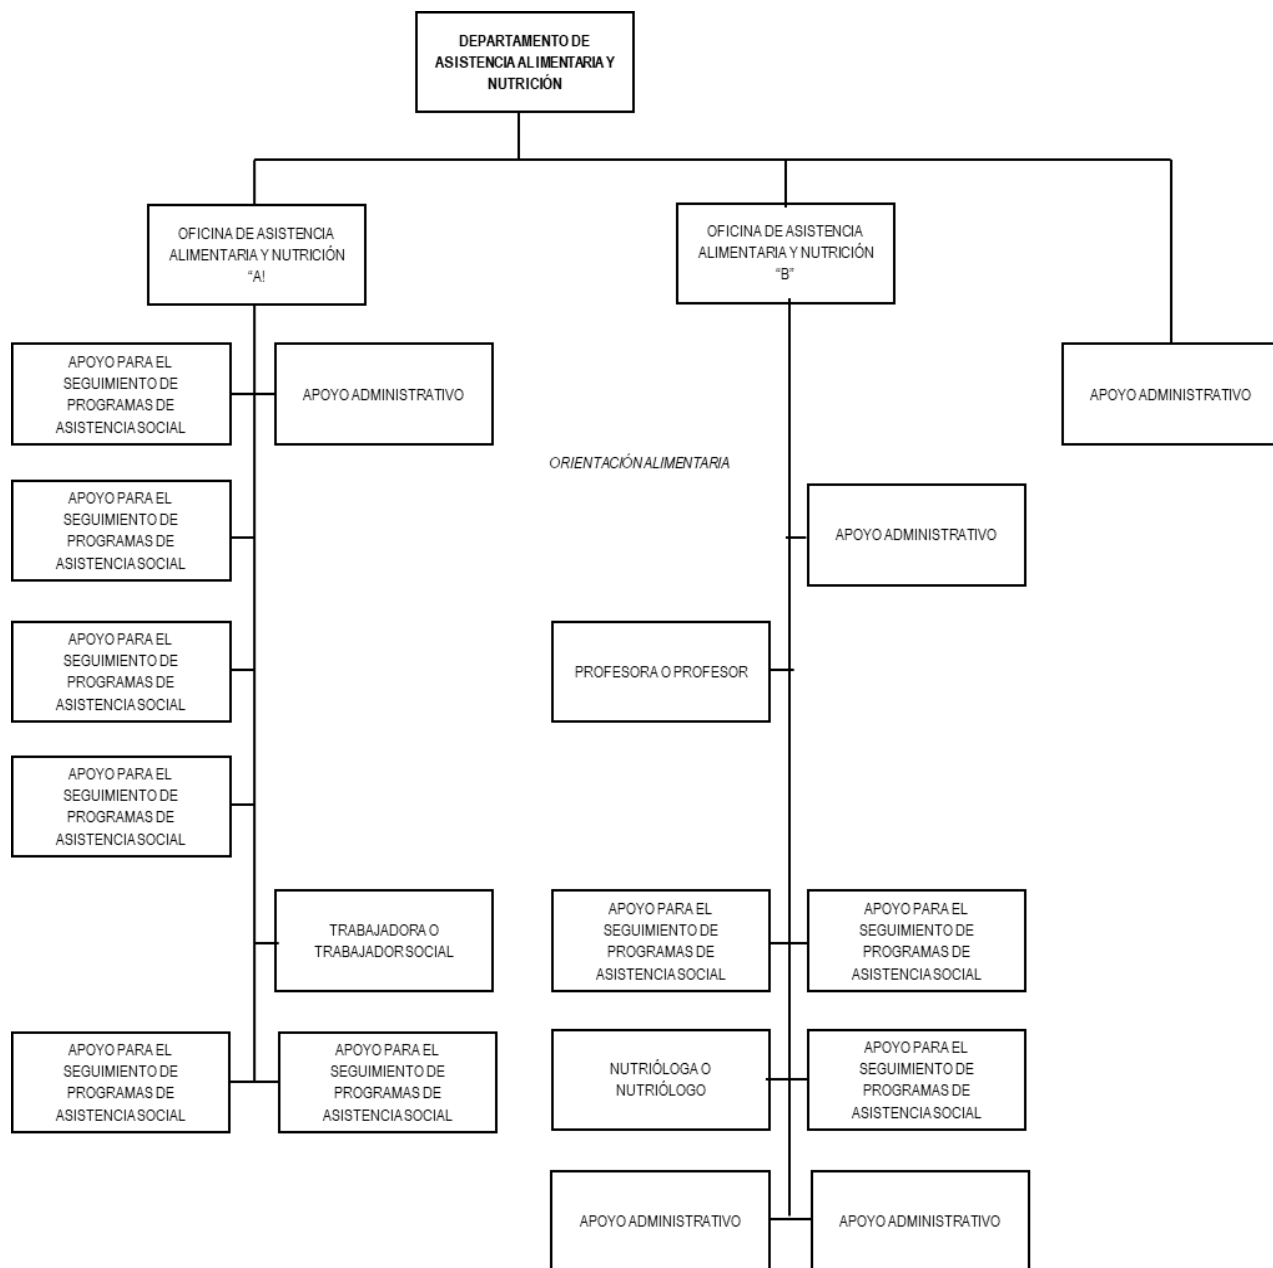 DEPARTAMENTO DE
ASISTENCIA ALIMENTARIA Y
NUTRICIÓN
OFICINA DE ASISTENCIA
ALIMENTARIA Y NUTRICIÓN
“A!
OFICINA DE ASISTENCIA
ALIMENTARIA Y NUTRICIÓN
“B”
APOYO PARA EL
SEGUIMIENTO DE
PROGRAMAS DE
ASISTENCIA SOCIAL
APOYO ADMINISTRATIVO
APOYO ADMINISTRATIVO
ORIENTACIÓN ALIMENTARIA
APOYO PARA EL
SEGUIMIENTO DE
PROGRAMAS DE
ASISTENCIA SOCIAL
APOYO ADMINISTRATIVO
APOYO PARA EL
SEGUIMIENTO DE
PROGRAMAS DE
ASISTENCIA SOCIAL
PROFESORA O PROFESOR
APOYO PARA EL
SEGUIMIENTO DE
PROGRAMAS DE
ASISTENCIA SOCIAL
TRABAJADORA O
TRABAJADOR SOCIAL
APOYO PARA EL
SEGUIMIENTO DE
PROGRAMAS DE
ASISTENCIA SOCIAL
APOYO PARA EL
SEGUIMIENTO DE
PROGRAMAS DE
ASISTENCIA SOCIAL
APOYO PARA EL
SEGUIMIENTO DE
PROGRAMAS DE
ASISTENCIA SOCIAL
APOYO PARA EL
SEGUIMIENTO DE
PROGRAMAS DE
ASISTENCIA SOCIAL
NUTRIÓLOGA O
NUTRIÓLOGO
APOYO PARA EL
SEGUIMIENTO DE
PROGRAMAS DE
ASISTENCIA SOCIAL
APOYO ADMINISTRATIVO
APOYO ADMINISTRATIVO